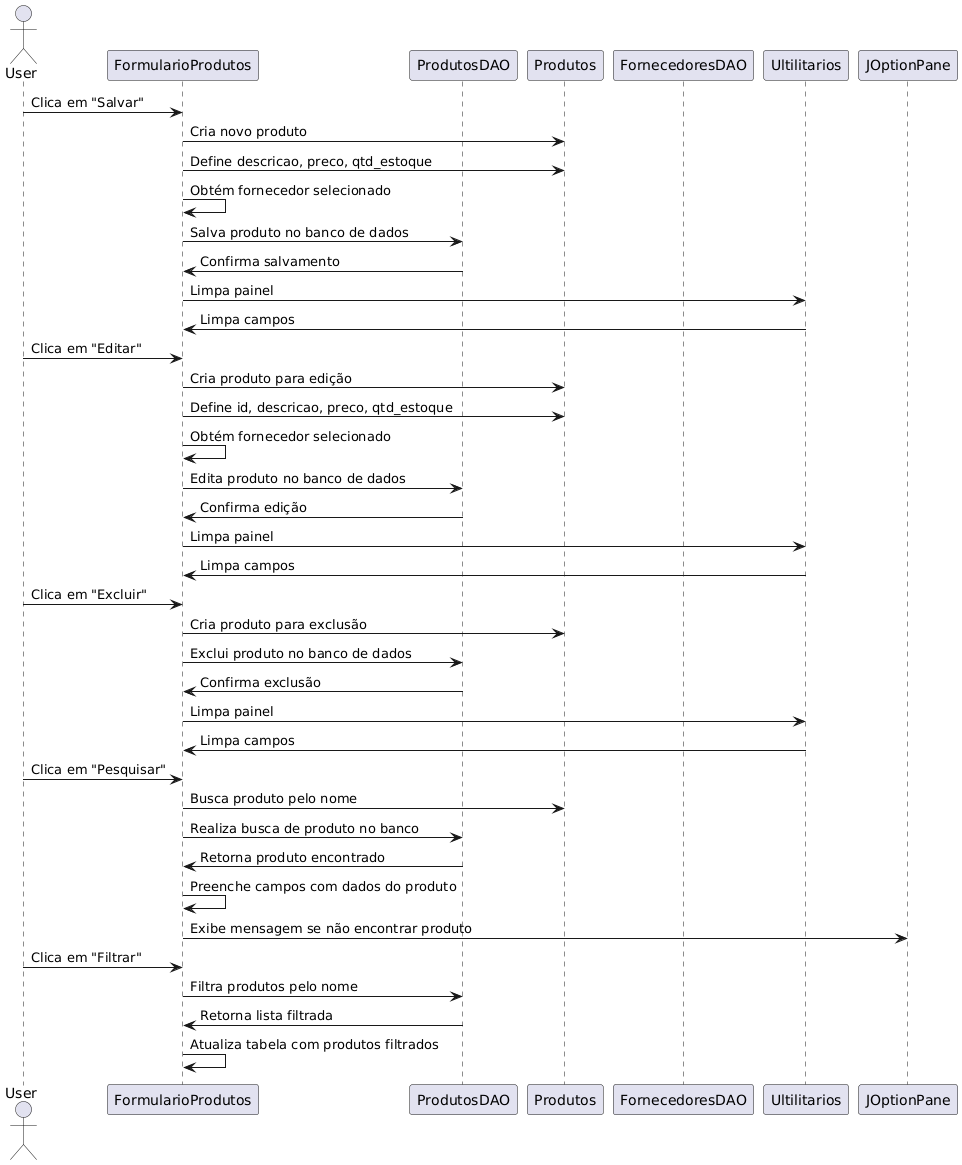 User
FormularioProdutos
ProdutosDAO
Produtos
FornecedoresDAO
Ultilitarios
JOptionPane
Clica em "Salvar"
Cria novo produto
Define descricao, preco, qtd_estoque
Obtém fornecedor selecionado
Salva produto no banco de dados
Confirma salvamento
Limpa painel
Limpa campos
Clica em "Editar"
Cria produto para edição
Define id, descricao, preco, qtd_estoque
Obtém fornecedor selecionado
Edita produto no banco de dados
Confirma edição
Limpa painel
Limpa campos
Clica em "Excluir"
Cria produto para exclusão
Exclui produto no banco de dados
Confirma exclusão
Limpa painel
Limpa campos
Clica em "Pesquisar"
Busca produto pelo nome
Realiza busca de produto no banco
Retorna produto encontrado
Preenche campos com dados do produto
Exibe mensagem se não encontrar produto
Clica em "Filtrar"
Filtra produtos pelo nome
Retorna lista filtrada
Atualiza tabela com produtos filtrados
User
FormularioProdutos
ProdutosDAO
Produtos
FornecedoresDAO
Ultilitarios
JOptionPane